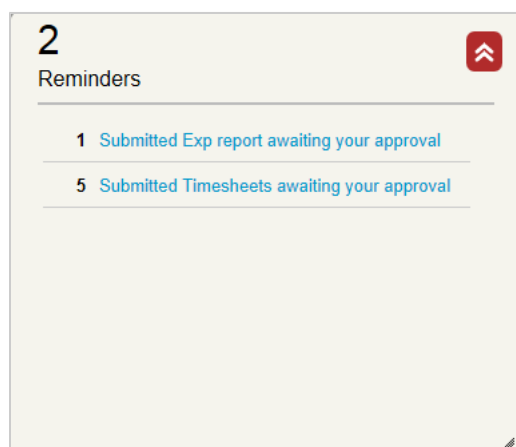 2
Reminders
1 Submitted Exp report awaiting your approval
5 Submitted Timesheets awaiting your approval